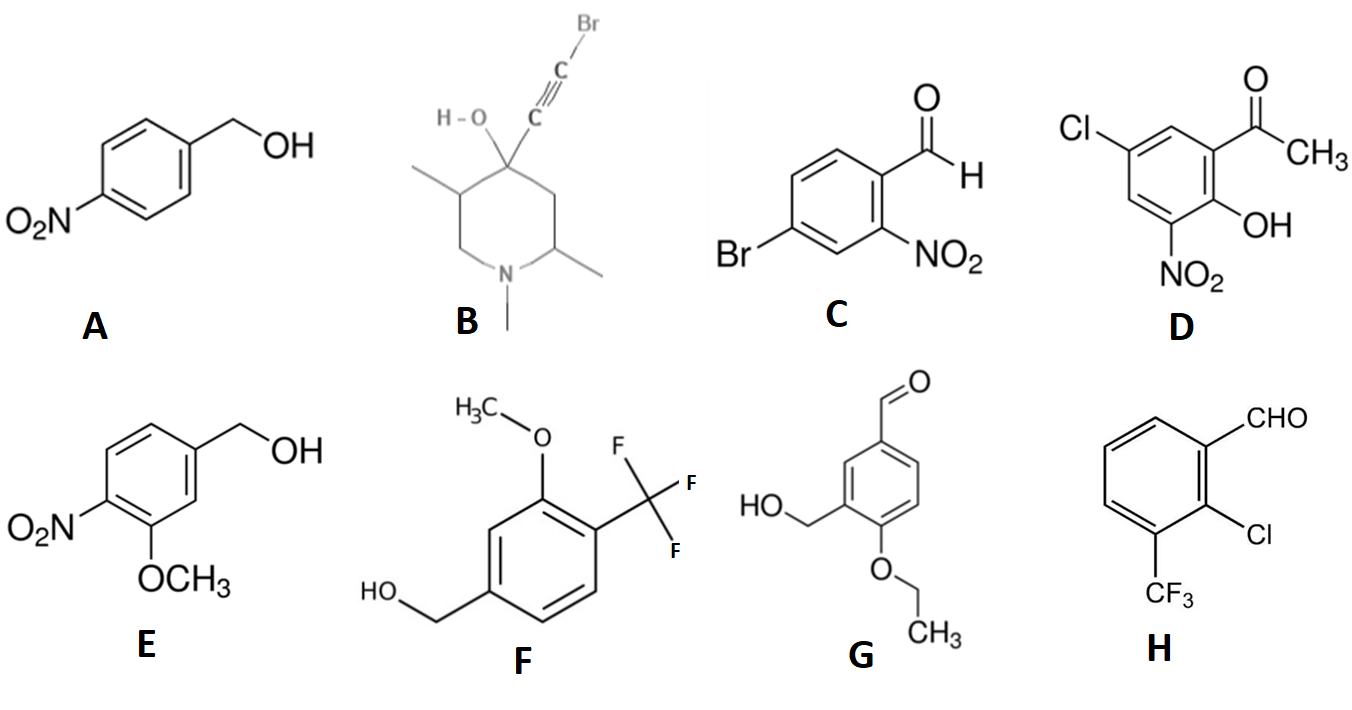 OH
O₂N
A
Br
C
C
H-O
N
B
O
H
Br
NO₂
C
O
Cl
CH₃
OH
NO₂
D
OH
O₂N
OCH₃
E
H₃C
O
F
F
F
HO
F
O
HO
O
CH₃
G
CHO
Cl
CF₃
H